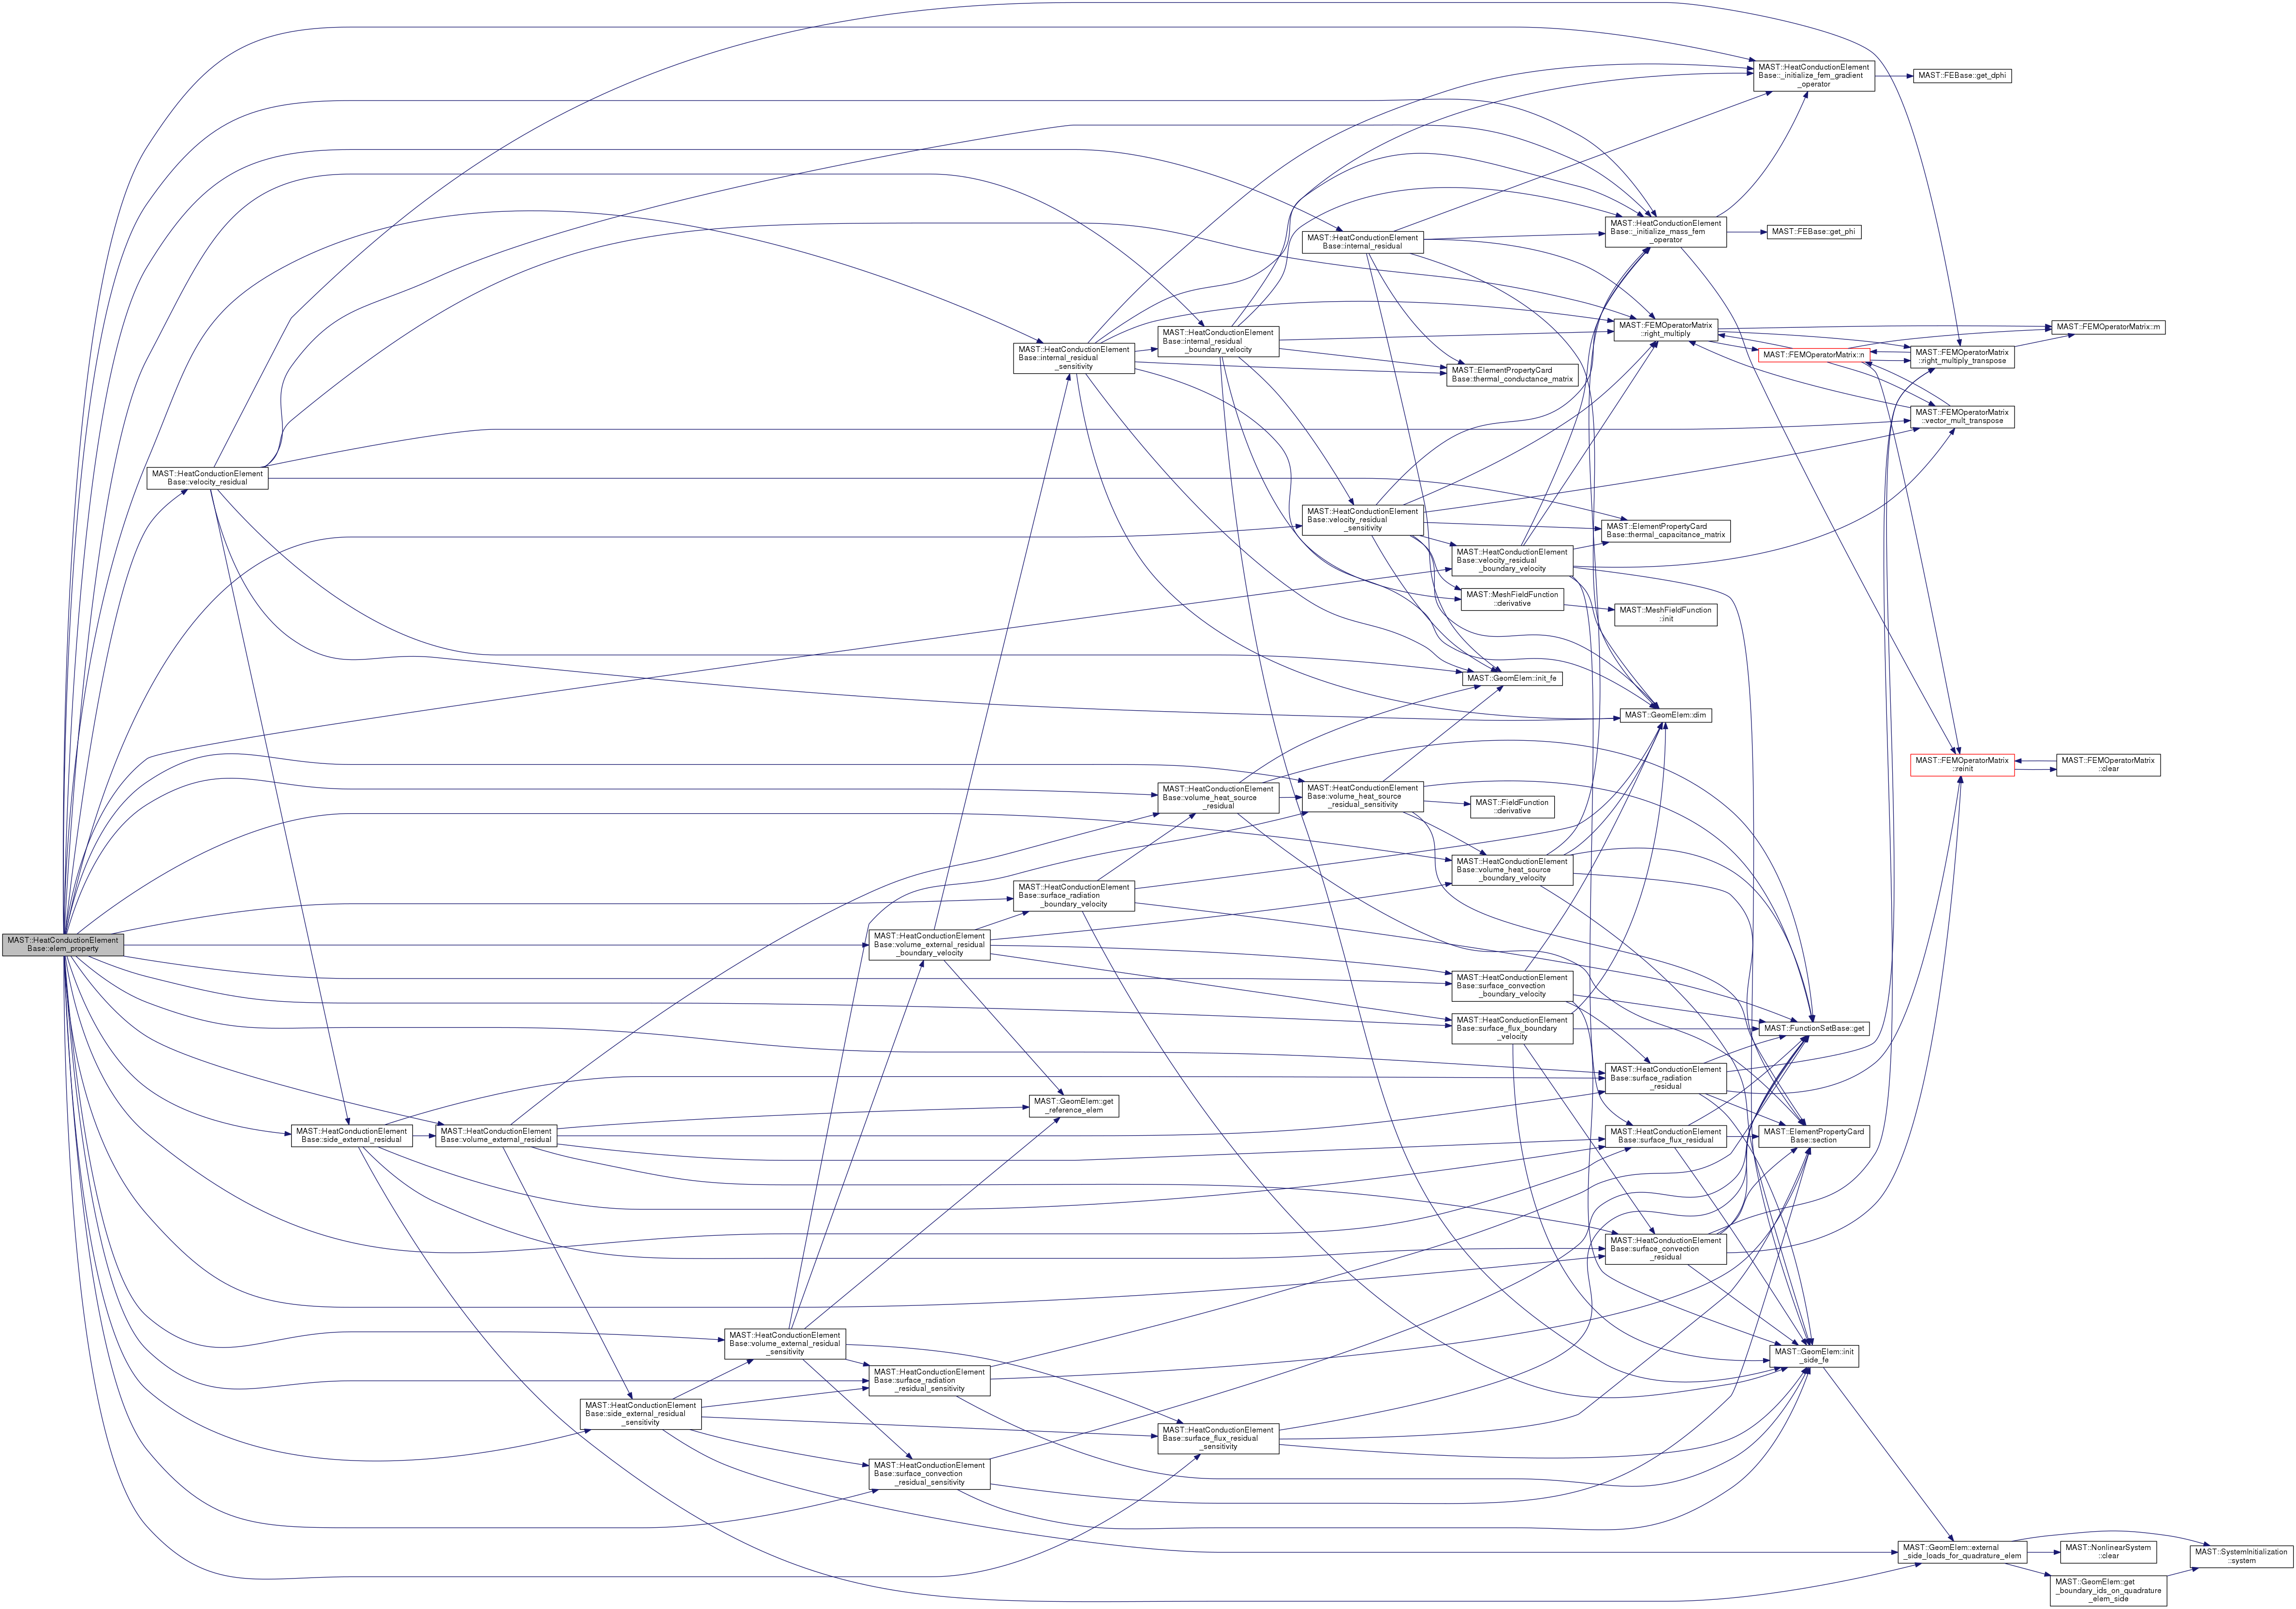 MAST::HeatConductionElement
Base::_initialize_fem_gradient
_operator
MAST::FEBase::get_dphi
MAST::HeatConductionElement
Base::_initialize_mass_fem
_operator
MAST::FEBase::get_phi
MAST::HeatConductionElement
Base::internal_residual
MAST::FEMOperatorMatrix
::right_multiply
MAST::FEMOperatorMatrix::m
MAST::HeatConductionElement
Base::internal_residual
_boundary_velocity
MAST::HeatConductionElement
Base::internal_residual
_sensitivity
MAST::FEMOperatorMatrix::n
MAST::FEMOperatorMatrix
::right_multiply_transpose
MAST::ElementPropertyCard
Base::thermal_conductance_matrix
MAST::FEMOperatorMatrix
::vector_mult_transpose
MAST::HeatConductionElement
Base::velocity_residual
MAST::HeatConductionElement
Base::velocity_residual
_sensitivity
MAST::ElementPropertyCard
Base::thermal_capacitance_matrix
MAST::HeatConductionElement
Base::velocity_residual
_boundary_velocity
MAST::MeshFieldFunction
::derivative
MAST::MeshFieldFunction
::init
MAST::GeomElem::init_fe
MAST::GeomElem::dim
MAST::FEMOperatorMatrix
::reinit
MAST::FEMOperatorMatrix
::clear
MAST::HeatConductionElement
Base::volume_heat_source
_residual
MAST::HeatConductionElement
Base::volume_heat_source
_residual_sensitivity
MAST::FieldFunction
::derivative
MAST::HeatConductionElement
Base::volume_heat_source
_boundary_velocity
MAST::HeatConductionElement
Base::surface_radiation
_boundary_velocity
MAST::HeatConductionElement
Base::elem_property
MAST::HeatConductionElement
Base::volume_external_residual
_boundary_velocity
MAST::HeatConductionElement
Base::surface_convection
_boundary_velocity
MAST::HeatConductionElement
Base::surface_flux_boundary
_velocity
MAST::FunctionSetBase::get
MAST::HeatConductionElement
Base::surface_radiation
_residual
MAST::GeomElem::get
_reference_elem
MAST::HeatConductionElement
Base::side_external_residual
MAST::HeatConductionElement
Base::volume_external_residual
MAST::HeatConductionElement
Base::surface_flux_residual
MAST::ElementPropertyCard
Base::section
MAST::HeatConductionElement
Base::surface_convection
_residual
MAST::HeatConductionElement
Base::volume_external_residual
_sensitivity
MAST::GeomElem::init
_side_fe
MAST::HeatConductionElement
Base::surface_radiation
_residual_sensitivity
MAST::HeatConductionElement
Base::side_external_residual
_sensitivity
MAST::HeatConductionElement
Base::surface_flux_residual
_sensitivity
MAST::HeatConductionElement
Base::surface_convection
_residual_sensitivity
MAST::GeomElem::external
_side_loads_for_quadrature_elem
MAST::NonlinearSystem
::clear
MAST::SystemInitialization
::system
MAST::GeomElem::get
_boundary_ids_on_quadrature
_elem_side